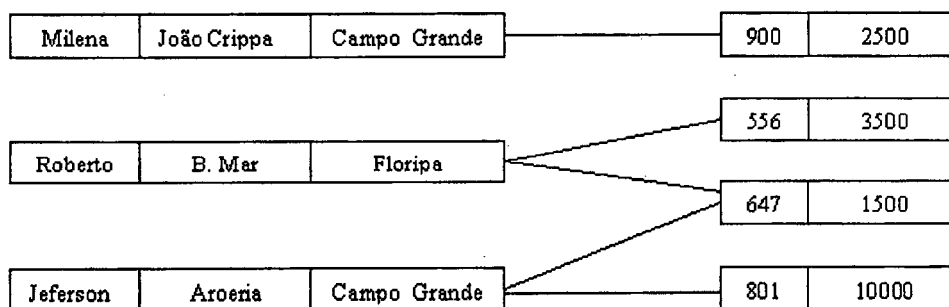 Milena João Crippa Campo Grande 900 2500
556 3500
Roberto B. Mar Floripa
647 1500
Jeferson Aroeria Campo Grande 801 10000